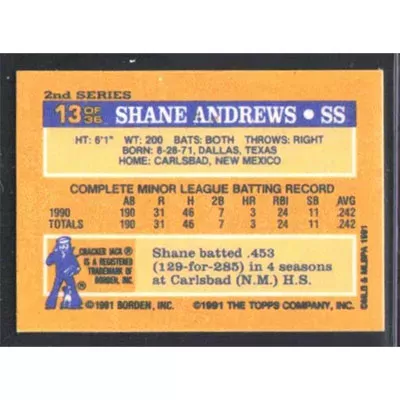 2nd SERIES
13 OF 36 SHANE ANDREWS • SS
HT: 6'1" WT: 200 BATS: BOTH THROWS: RIGHT
BORN: 8-28-71, DALLAS, TEXAS
HOME: CARLSBAD, NEW MEXICO
COMPLETE MINOR LEAGUE BATTING RECORD
AB R H 2B HR RBI SB AVG
1990 190 31 46 7 3 24 11 .242
TOTALS 190 31 46 7 3 24 11 .242
CRACKER JACK®
IS A REGISTERED
TRADEMARK OF
BORDEN, INC.
Shane batted .453
(129-for-285) in 4 seasons
at Carlsbad (N.M.) H.S.
©1991 BORDEN, INC. ©1991 THE TOPPS COMPANY, INC.
©MLB & MLBPA 1991